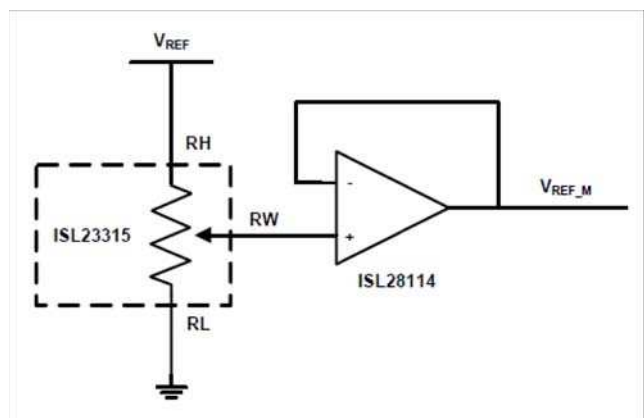 VREF
RH
-
VREF_M
ISL23315
RW
+
ISL28114
RL